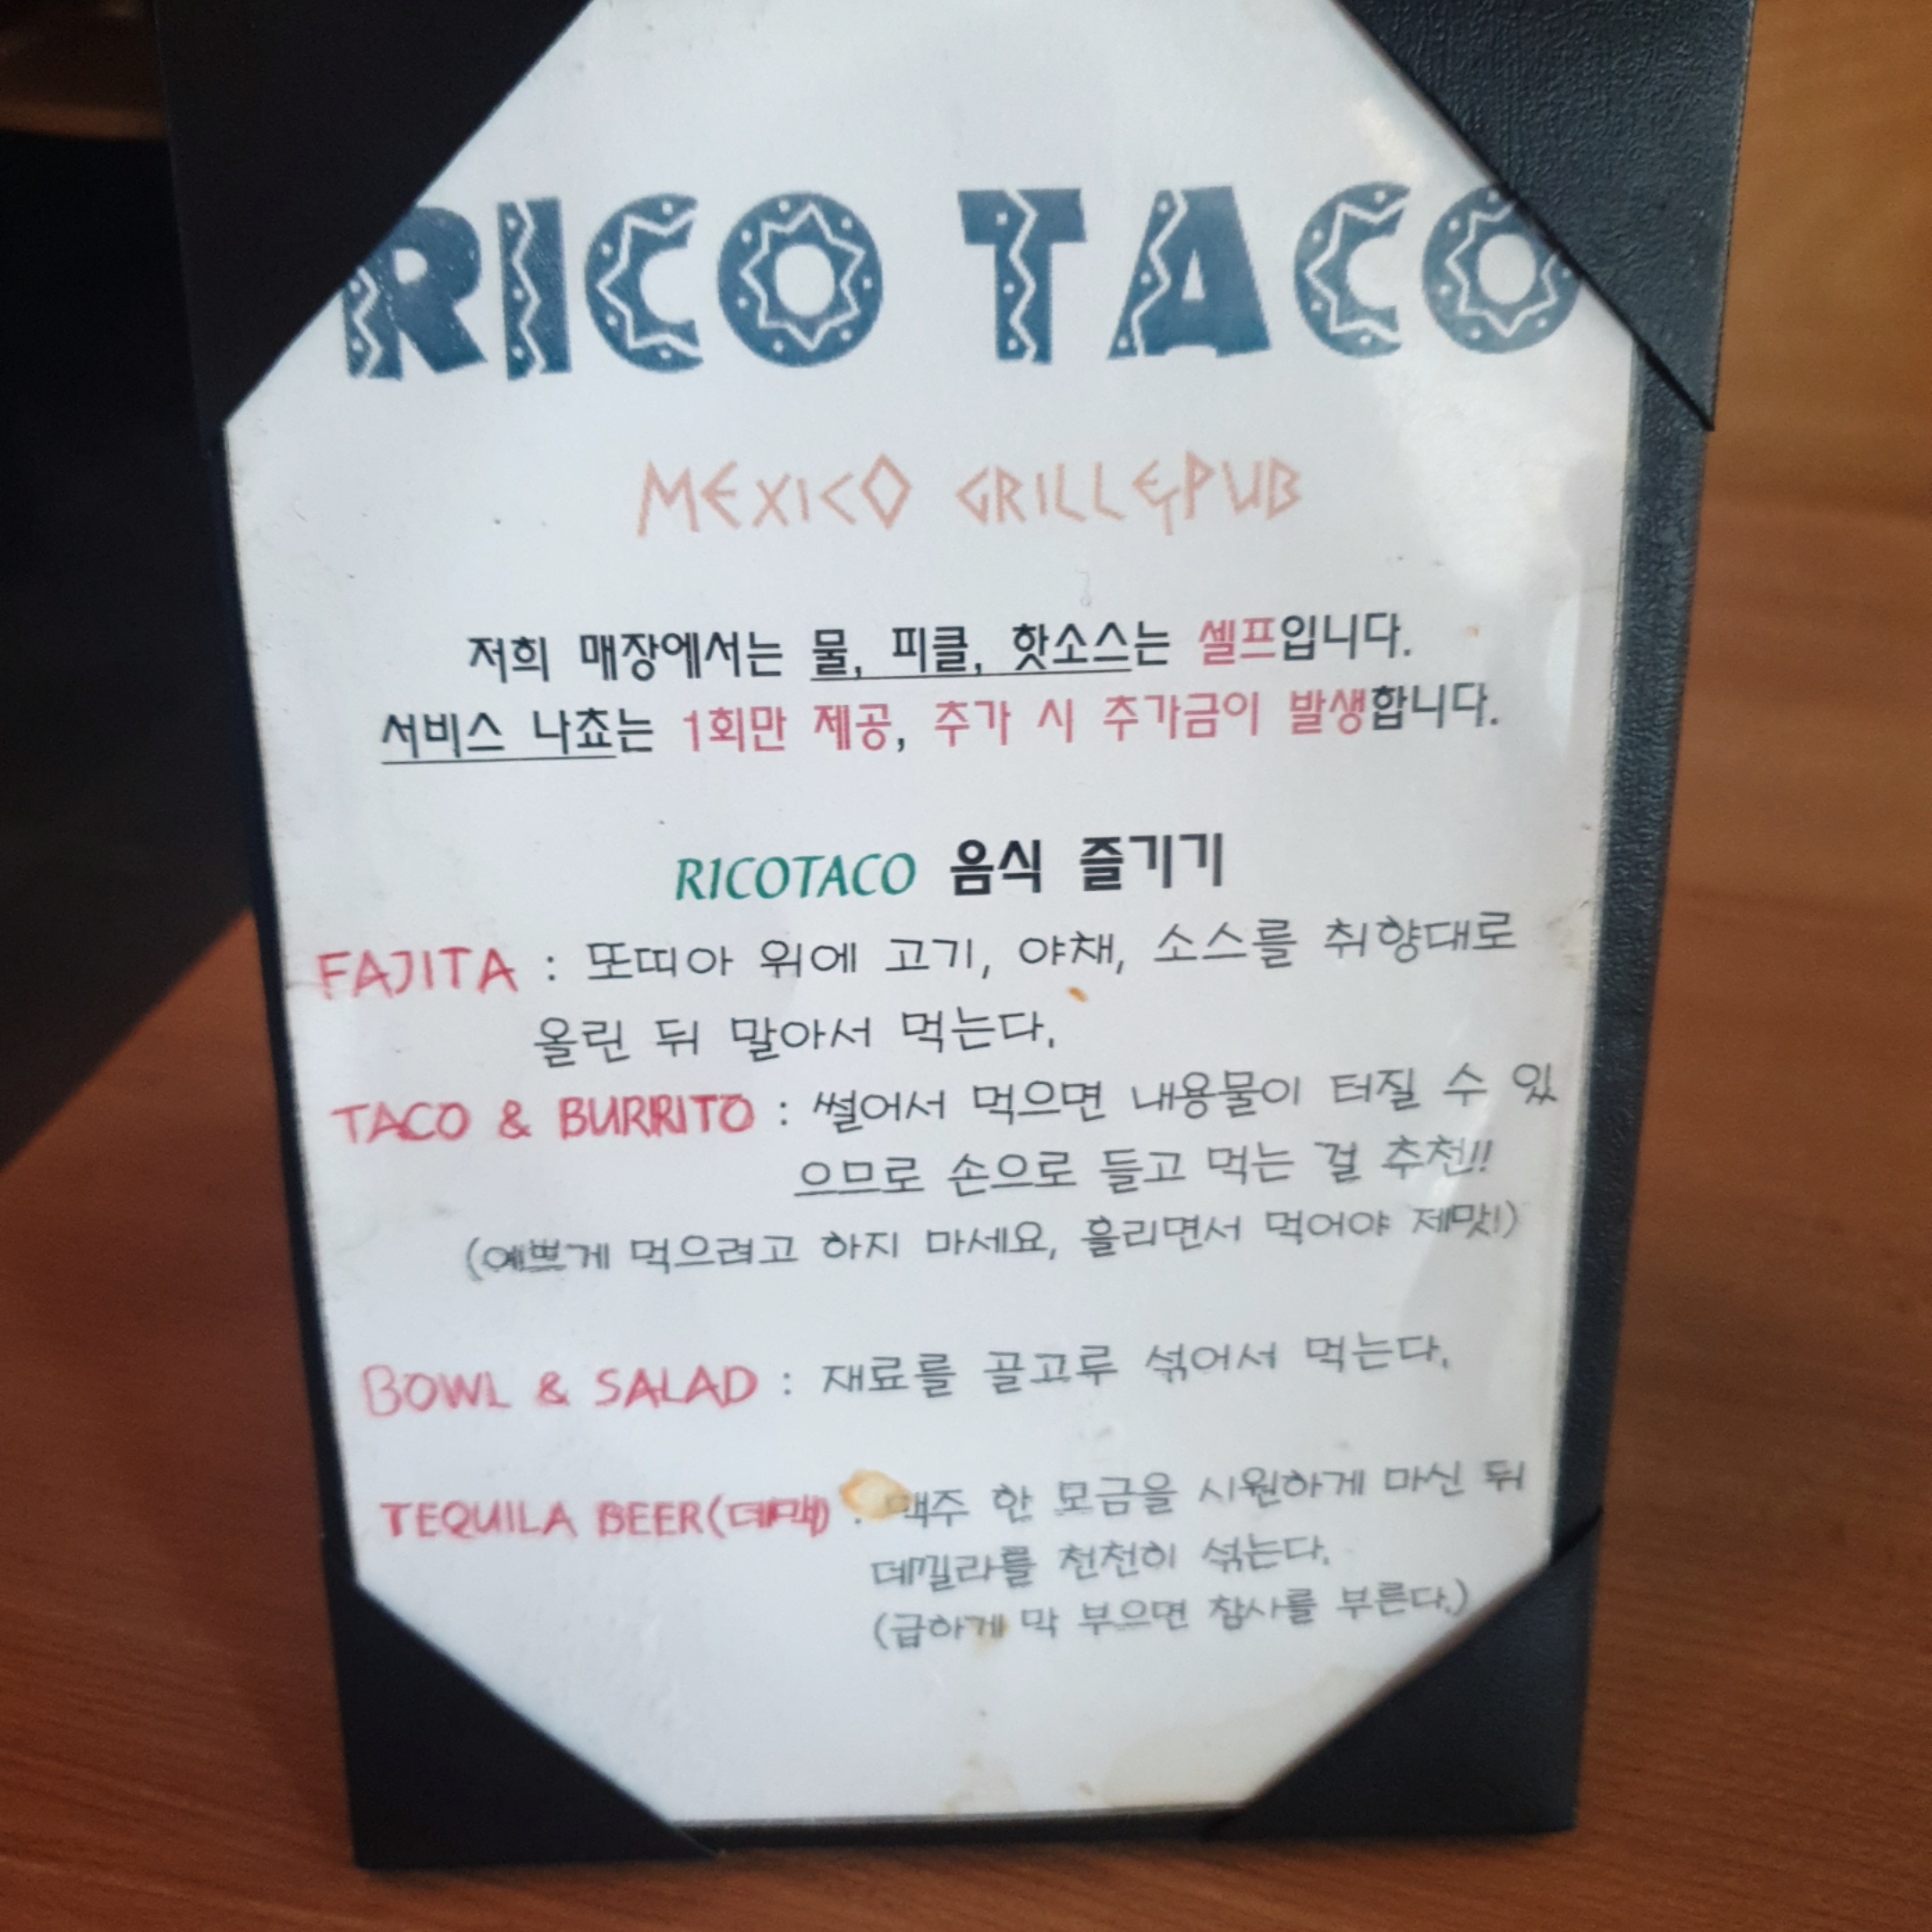 RICO TACO
MEXICO GRILL&PUB
저희 매장에서는 물, 피클, 핫소스는 셀프입니다.
서비스 나쵸는 1회만 제공, 추가 시 추가금이 발생합니다.
RICOTACO 음식 즐기기
FAJITA : 또띠아 위에 고기, 야채, 소스를 취향대로
올린 뒤 말아서 먹는다.
TACO & BURRITO : 썰어서 먹으면 내용물이 터질 수 있
으므로 손으로 들고 먹는 걸 추천!!
(예쁘게 먹으려고 하지 마세요, 흘리면서 먹어야 제맛!)
BOWL & SALAD : 재료를 골고루 섞어서 먹는다.
TEQUILA BEER(데맥) : 맥주 한 모금을 시원하게 마신 뒤
데낄라를 천천히 섞는다.
(급하게 막 부으면 참사를 부른다.)